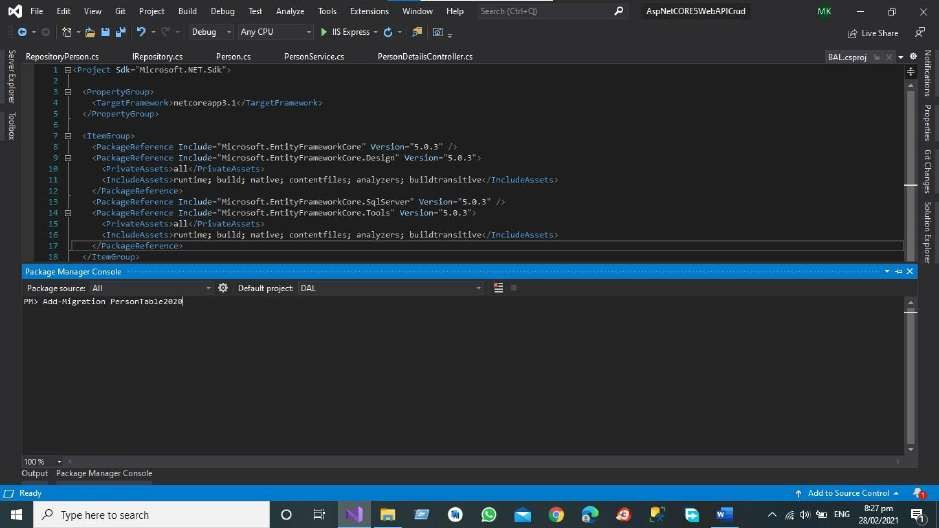 File Edit View Git Project Build Debug Test Analyze Tools Extensions Window Help Search (Ctrl+Q) AspNetCORE5WebAPICrud MK
Debug Any CPU IIS Express Live Share
RepositoryPerson.cs IRepository.cs Person.cs PersonService.cs PersonDetailsController.cs BAL.csproj
Server Explorer
Toolbox
1 <Project Sdk="Microsoft.NET.Sdk">
2
3 <PropertyGroup>
4 <TargetFramework>netcoreapp3.1</TargetFramework>
5 </PropertyGroup>
6
7 <ItemGroup>
8 <PackageReference Include="Microsoft.EntityFrameworkCore" Version="5.0.3" />
9 <PackageReference Include="Microsoft.EntityFrameworkCore.Design" Version="5.0.3">
10 <PrivateAssets>all</PrivateAssets>
11 <IncludeAssets>runtime; build; native; contentfiles; analyzers; buildtransitive</IncludeAssets>
12 </PackageReference>
13 <PackageReference Include="Microsoft.EntityFrameworkCore.SqlServer" Version="5.0.3" />
14 <PackageReference Include="Microsoft.EntityFrameworkCore.Tools" Version="5.0.3">
15 <PrivateAssets>all</PrivateAssets>
16 <IncludeAssets>runtime; build; native; contentfiles; analyzers; buildtransitive</IncludeAssets>
17 </PackageReference>
18 </ItemGroup>
Notifications
Properties
Git Changes
Solution Explorer
Package Manager Console
Package source: All Default project: DAL
PM> Add-Migration PersonTable2020
100 %
Output Package Manager Console
Ready Add to Source Control 1
Type here to search ENG 8:27 pm
28/02/2021 1